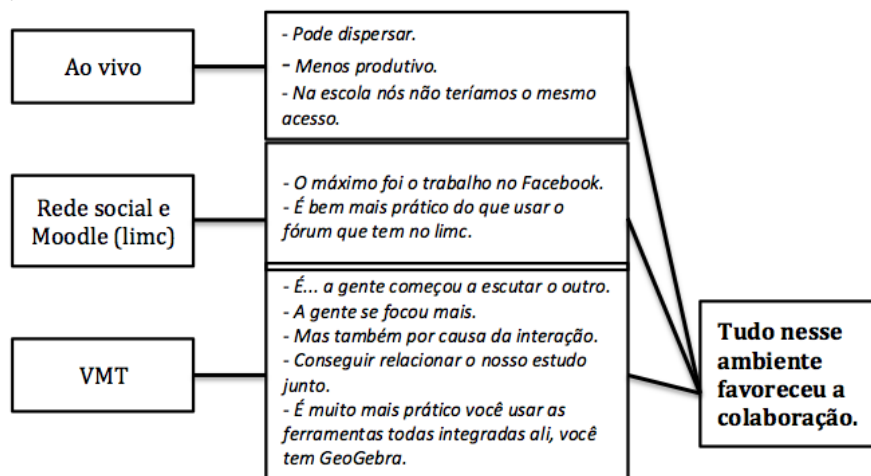 Ao vivo
- Pode dispersar.
- Menos produtivo.
- Na escola nós não teríamos o mesmo
acesso.
Rede social e
Moodle (limc)
- O máximo foi o trabalho no Facebook.
- É bem mais prático do que usar o
fórum que tem no limc.
VMT
- É... a gente começou a escutar o outro.
- A gente se focou mais.
- Mas também por causa da interação.
- Conseguir relacionar o nosso estudo
junto.
- É muito mais prático você usar as
ferramentas todas integradas ali, você
tem GeoGebra.
Tudo nesse
ambiente
favoreceu a
colaboração.